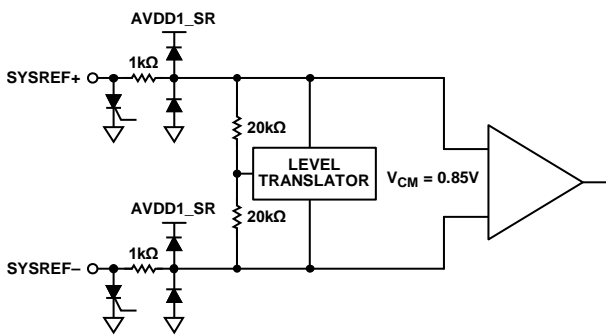 AVDD1_SR
1kΩ
SYSREF+
20kΩ
LEVEL
TRANSLATOR
V_CM = 0.85V
20kΩ
AVDD1_SR
1kΩ
SYSREF–